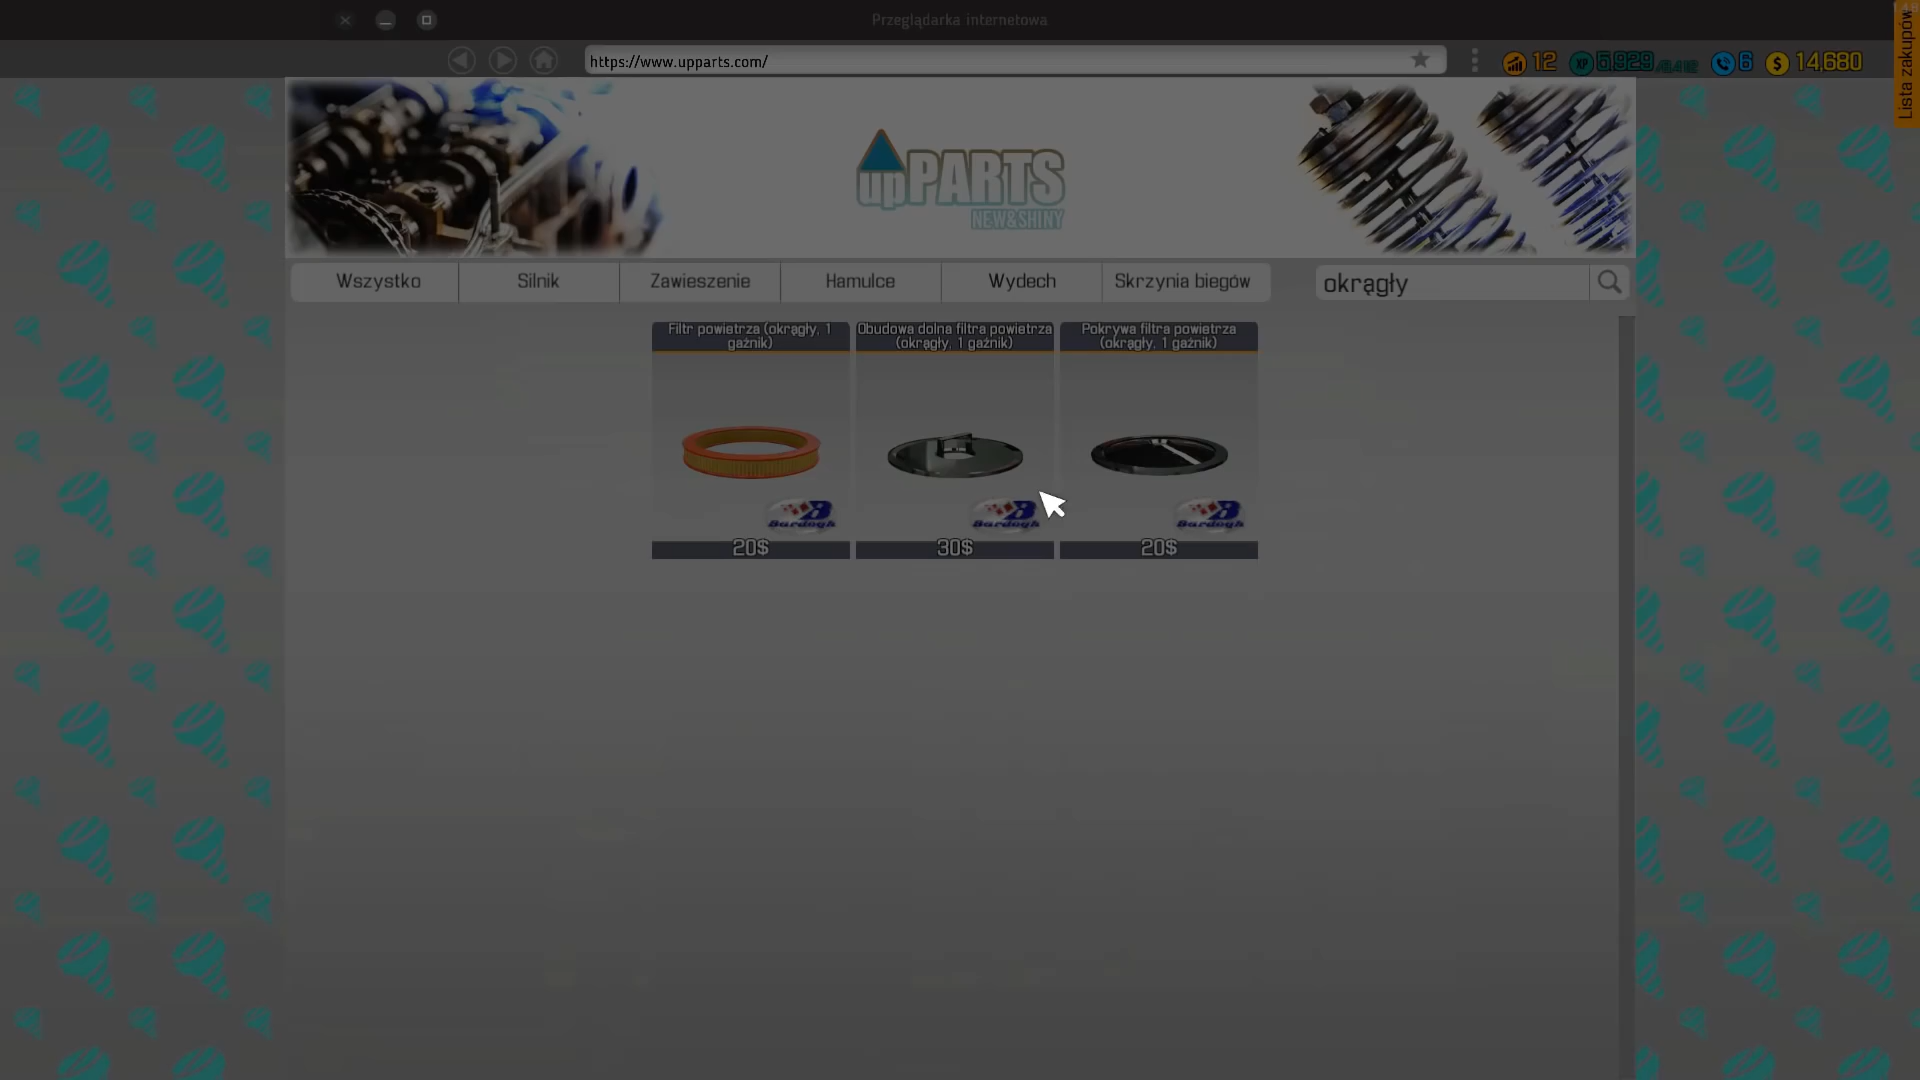 Przeglądarka internetowa
https://www.upparts.com/
12
5,929
6
14,680
Lista zakupów
upPARTS
NEW&SHINY
Wszystko
Silnik
Zawieszenie
Hamulce
Wydech
Skrzynia biegów
okrągły
Filtr powietrza (okrągły, 1
gaźnik)
Obudowa dolna filtra powietrza
(okrągły, 1 gaźnik)
Pokrywa filtra powietrza
(okrągły, 1 gaźnik)
20$
30$
20$